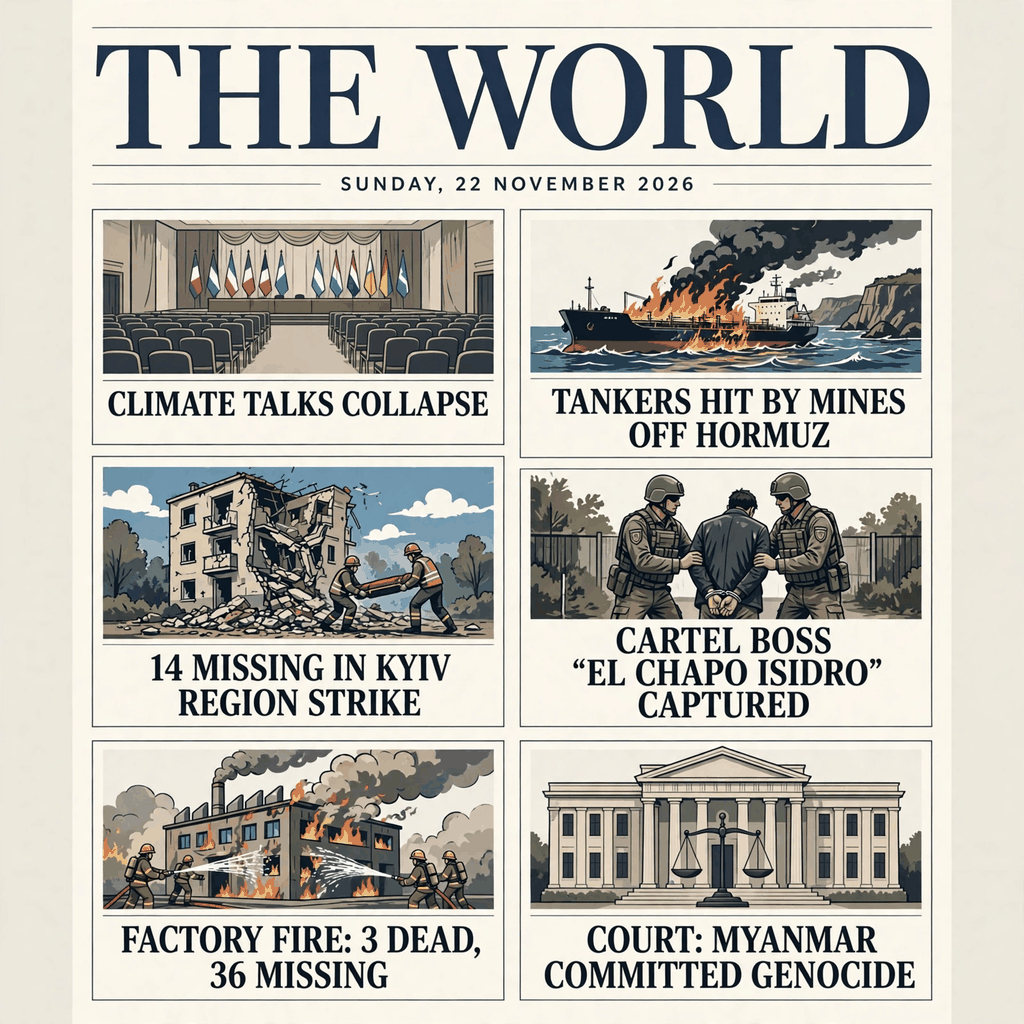 THE WORLD
SUNDAY, 22 NOVEMBER 2026
CLIMATE TALKS COLLAPSE
TANKERS HIT BY MINES
OFF HORMUZ
14 MISSING IN KYIV
REGION STRIKE
CARTEL BOSS
“EL CHAPO ISIDRO”
CAPTURED
FACTORY FIRE: 3 DEAD,
36 MISSING
COURT: MYANMAR
COMMITTED GENOCIDE